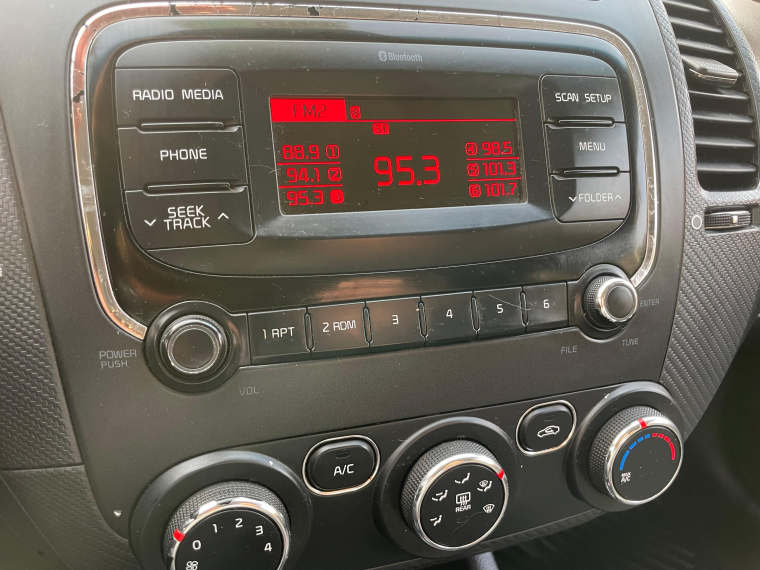 Bluetooth
RADIO MEDIA
PHONE
SEEK
TRACK
FM2
88.9 1
94.1 2
95.3 3
95.3
4 98.5
5 101.3
6 101.7
SCAN SETUP
MENU
FOLDER
POWER
PUSH
VOL
1 RPT
2 RDM
3
4
5
6
ENTER
FILE
TUNE
A/C
0 1 2 3 4
REAR
MAX
A/C